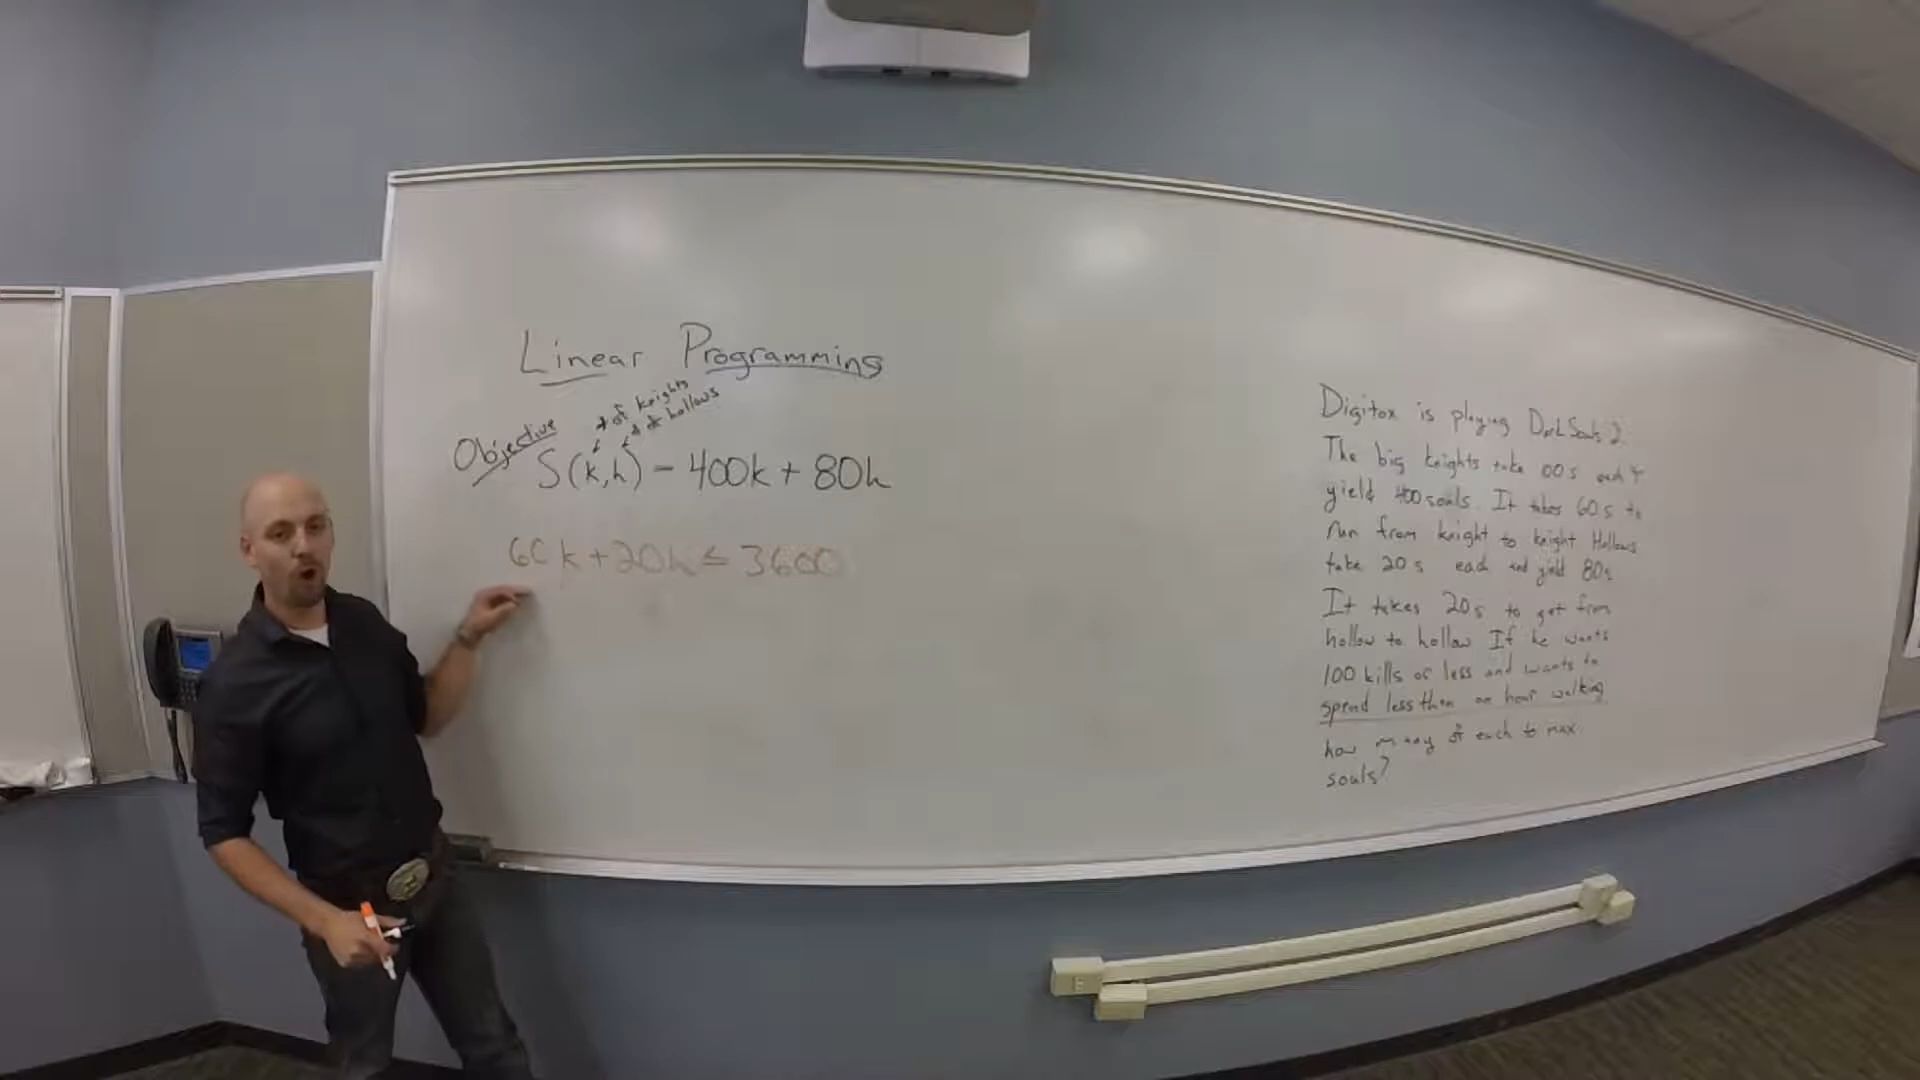 Linear Programming
# of knights
# of hollows
Objective
S(k,h) = 400k + 80h
60k+20h ≤ 3600
Digitox is playing Dark Souls 2.
The big knights take 60s each +
yield 400 souls. It takes 60s to
run from knight to knight Hollows
take 20s each and yield 80s
It takes 20s to get from
hollow to hollow If he wants
100 kills or less and wants to
spend less than an hour walking
how many of each to max
souls?